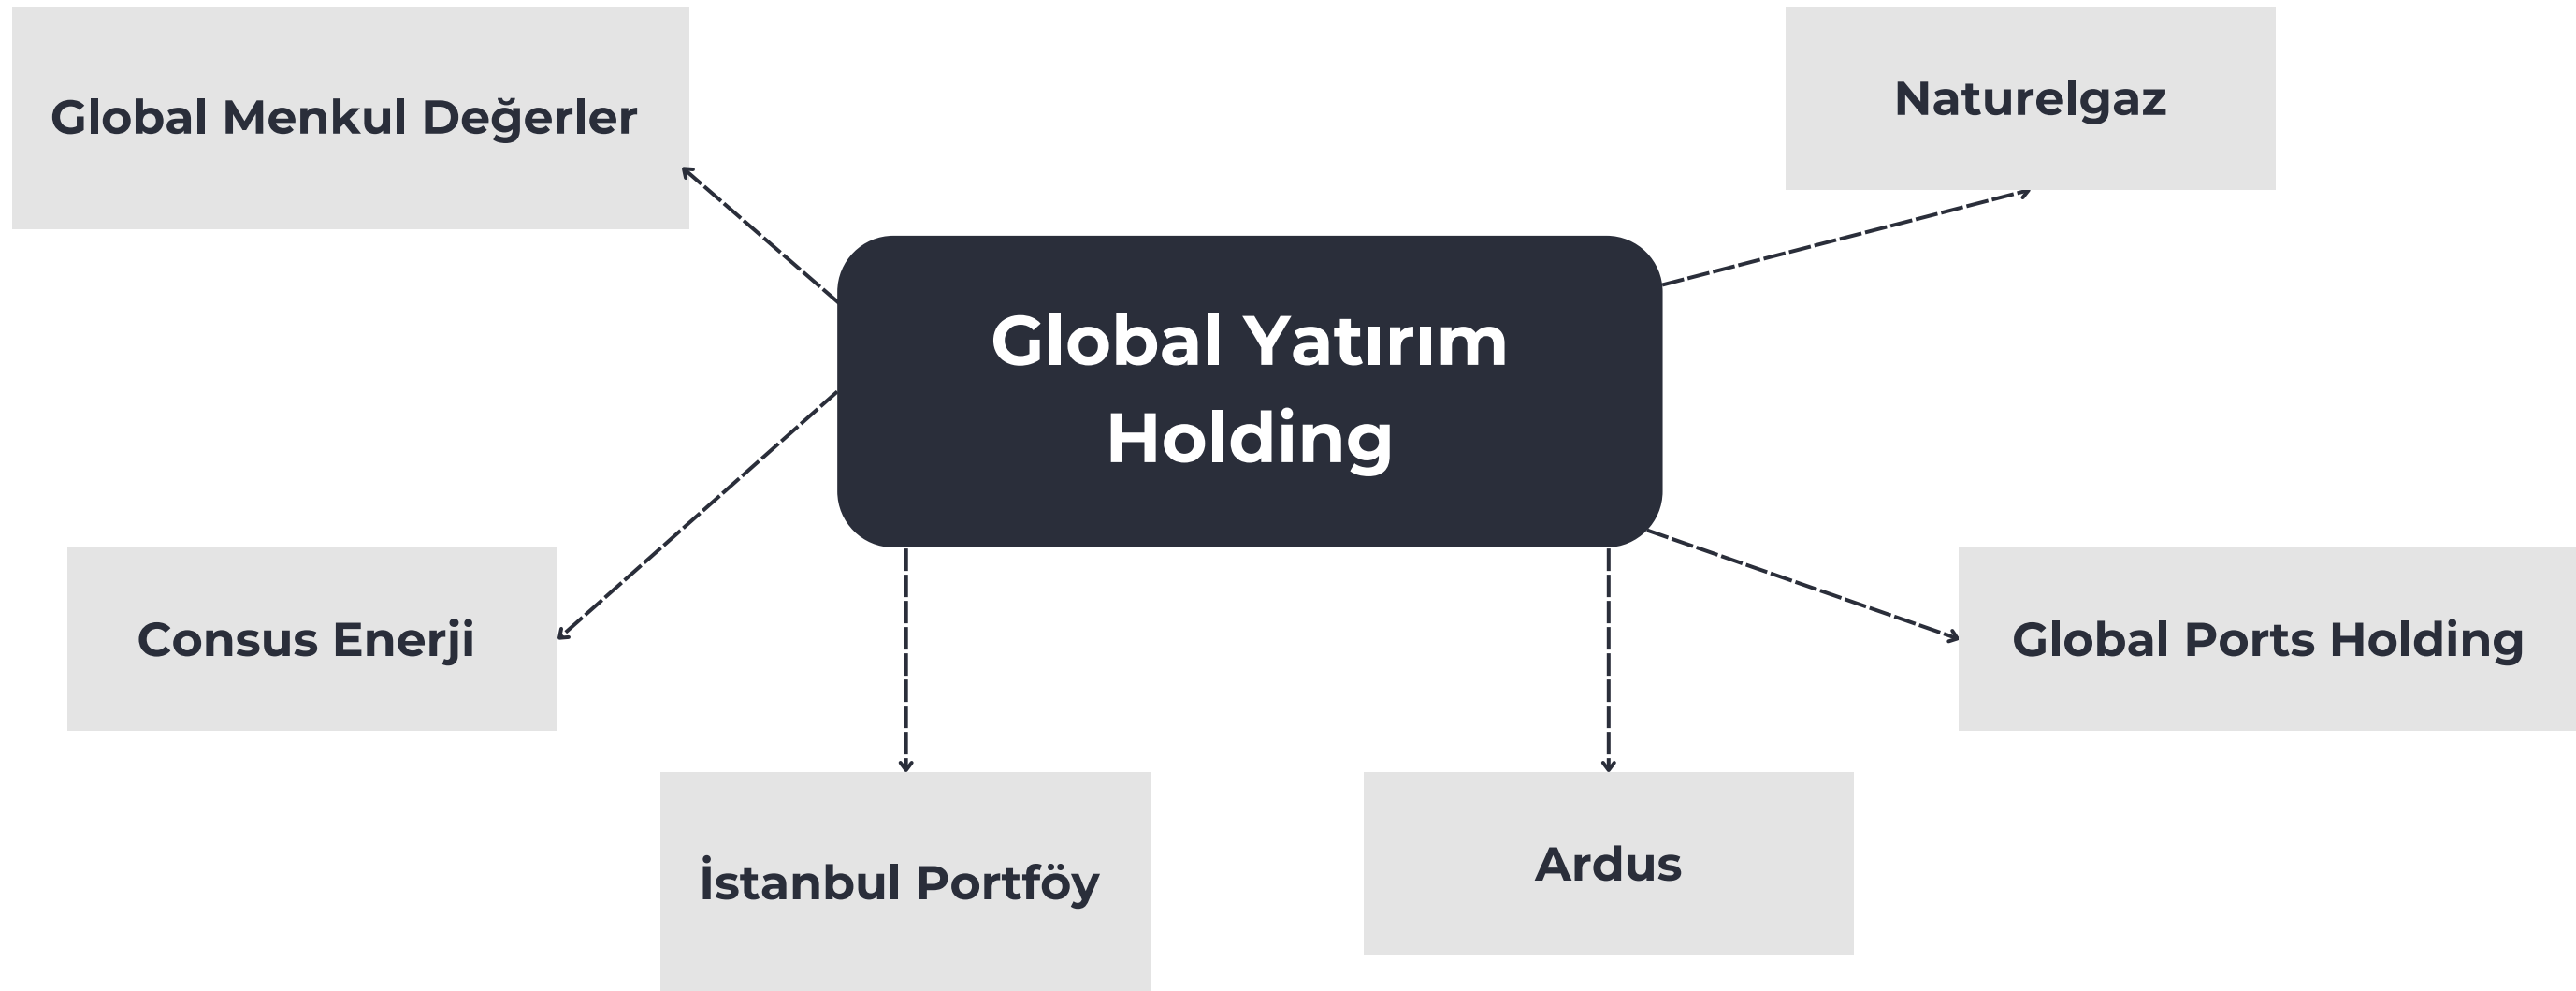 Global Menkul Değerler
Naturelgaz
Global Yatırım
Holding
Consus Enerji
Global Ports Holding
İstanbul Portföy
Ardus